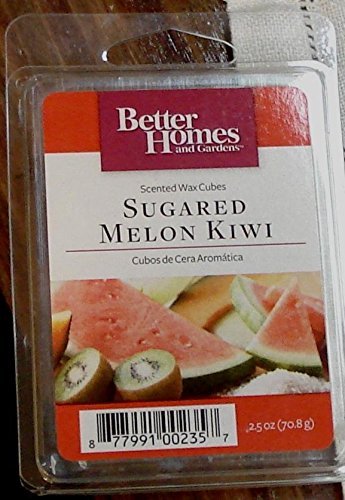 Better
Homes
and Gardens™
Scented Wax Cubes
SUGARED
MELON KIWI
Cubos de Cera Aromática
2.5 oz (70.8 g)
8 77991 00235 7